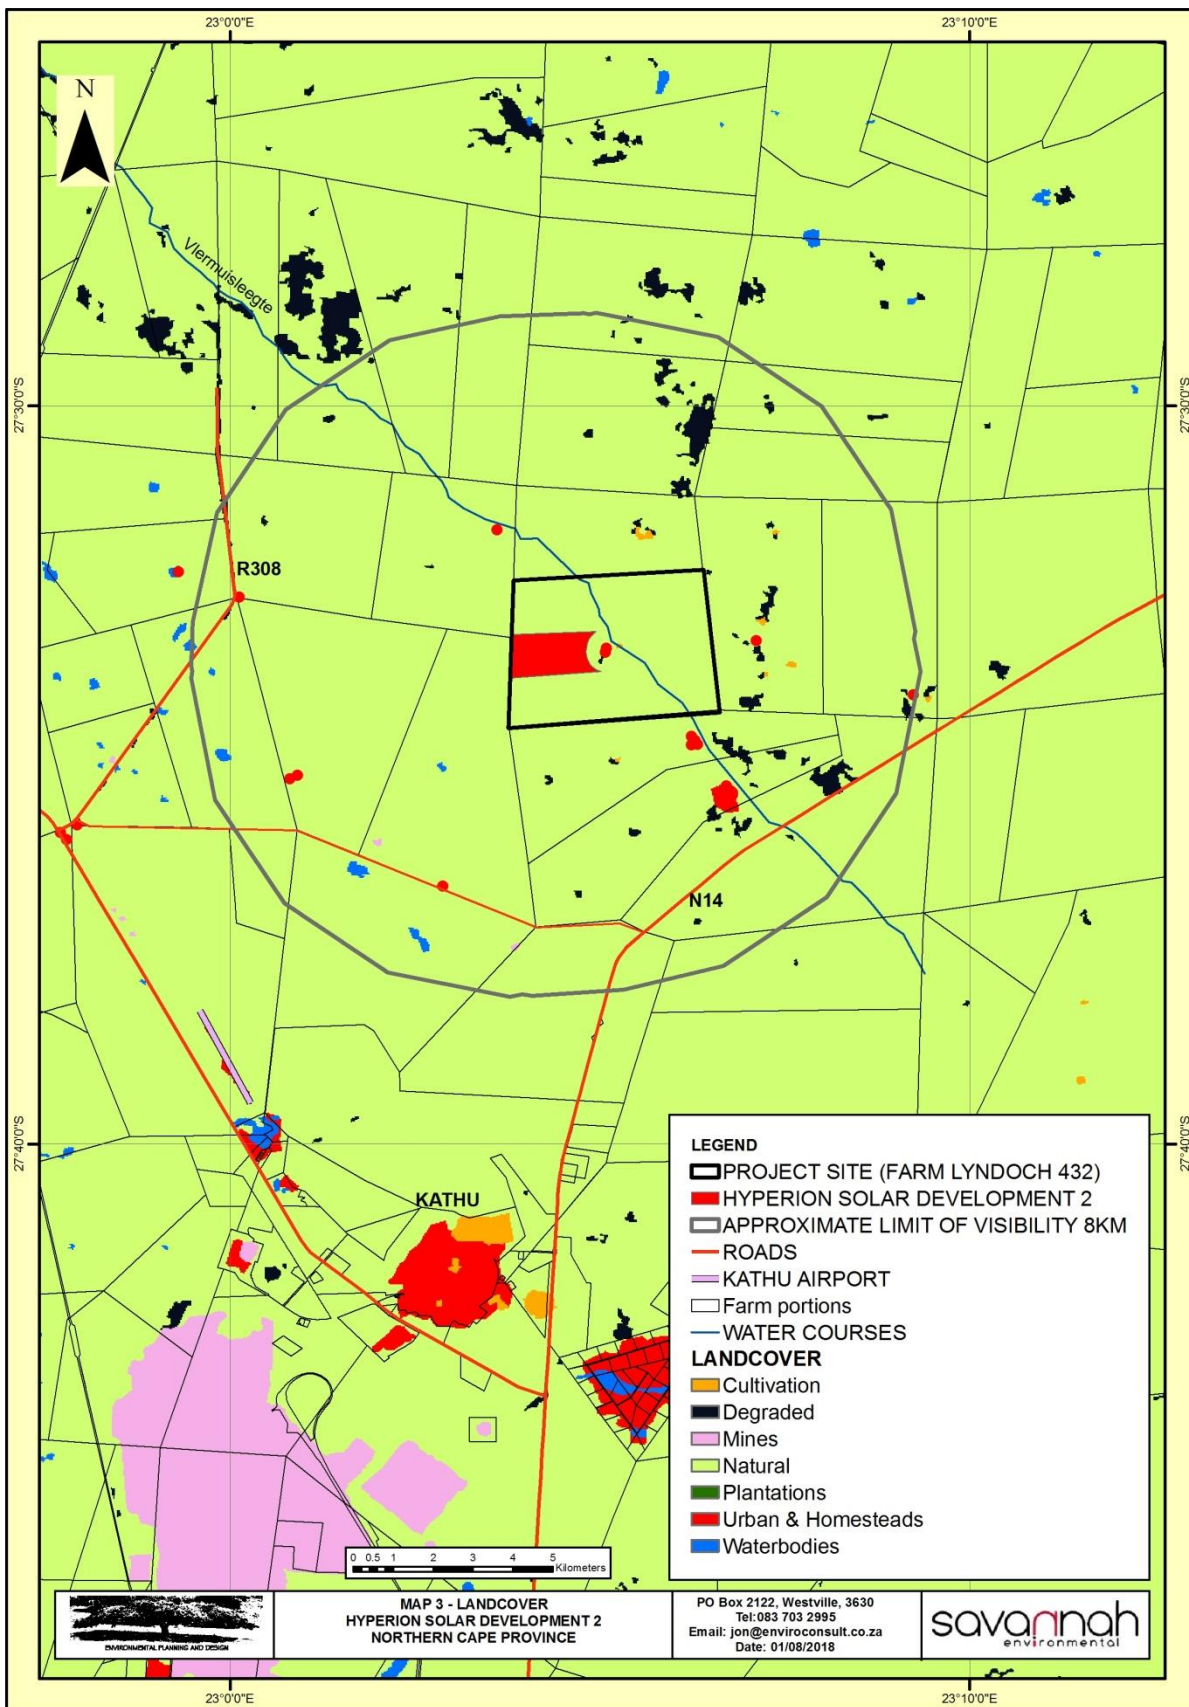 23°0'0"E
23°10'0"E
N
Vlermuisleegte
27°30'0"S
27°30'0"S
R308
N14
27°40'0"S
27°40'0"S
KATHU
LEGEND
PROJECT SITE (FARM LYNDOCH 432)
HYPERION SOLAR DEVELOPMENT 2
APPROXIMATE LIMIT OF VISIBILITY 8KM
ROADS
KATHU AIRPORT
Farm portions
WATER COURSES
LANDCOVER
Cultivation
Degraded
Mines
Natural
Plantations
Urban & Homesteads
Waterbodies
0 0.5 1 2 3 4 5
Kilometers
ENVIRONMENTAL PLANNING AND DESIGN
MAP 3 - LANDCOVER
HYPERION SOLAR DEVELOPMENT 2
NORTHERN CAPE PROVINCE
PO Box 2122, Westville, 3630
Tel:083 703 2995
Email: jon@enviroconsult.co.za
Date: 01/08/2018
savannah
environmental
23°0'0"E
23°10'0"E